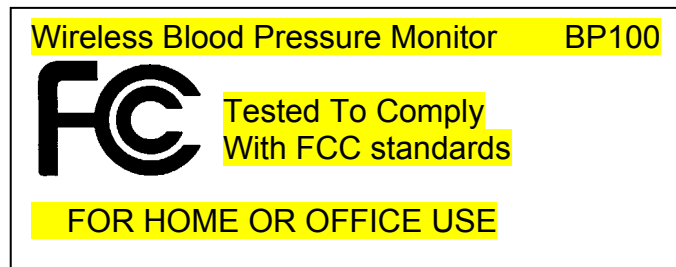 Wireless Blood Pressure Monitor BP100
FC
Tested To Comply
With FCC standards
FOR HOME OR OFFICE USE